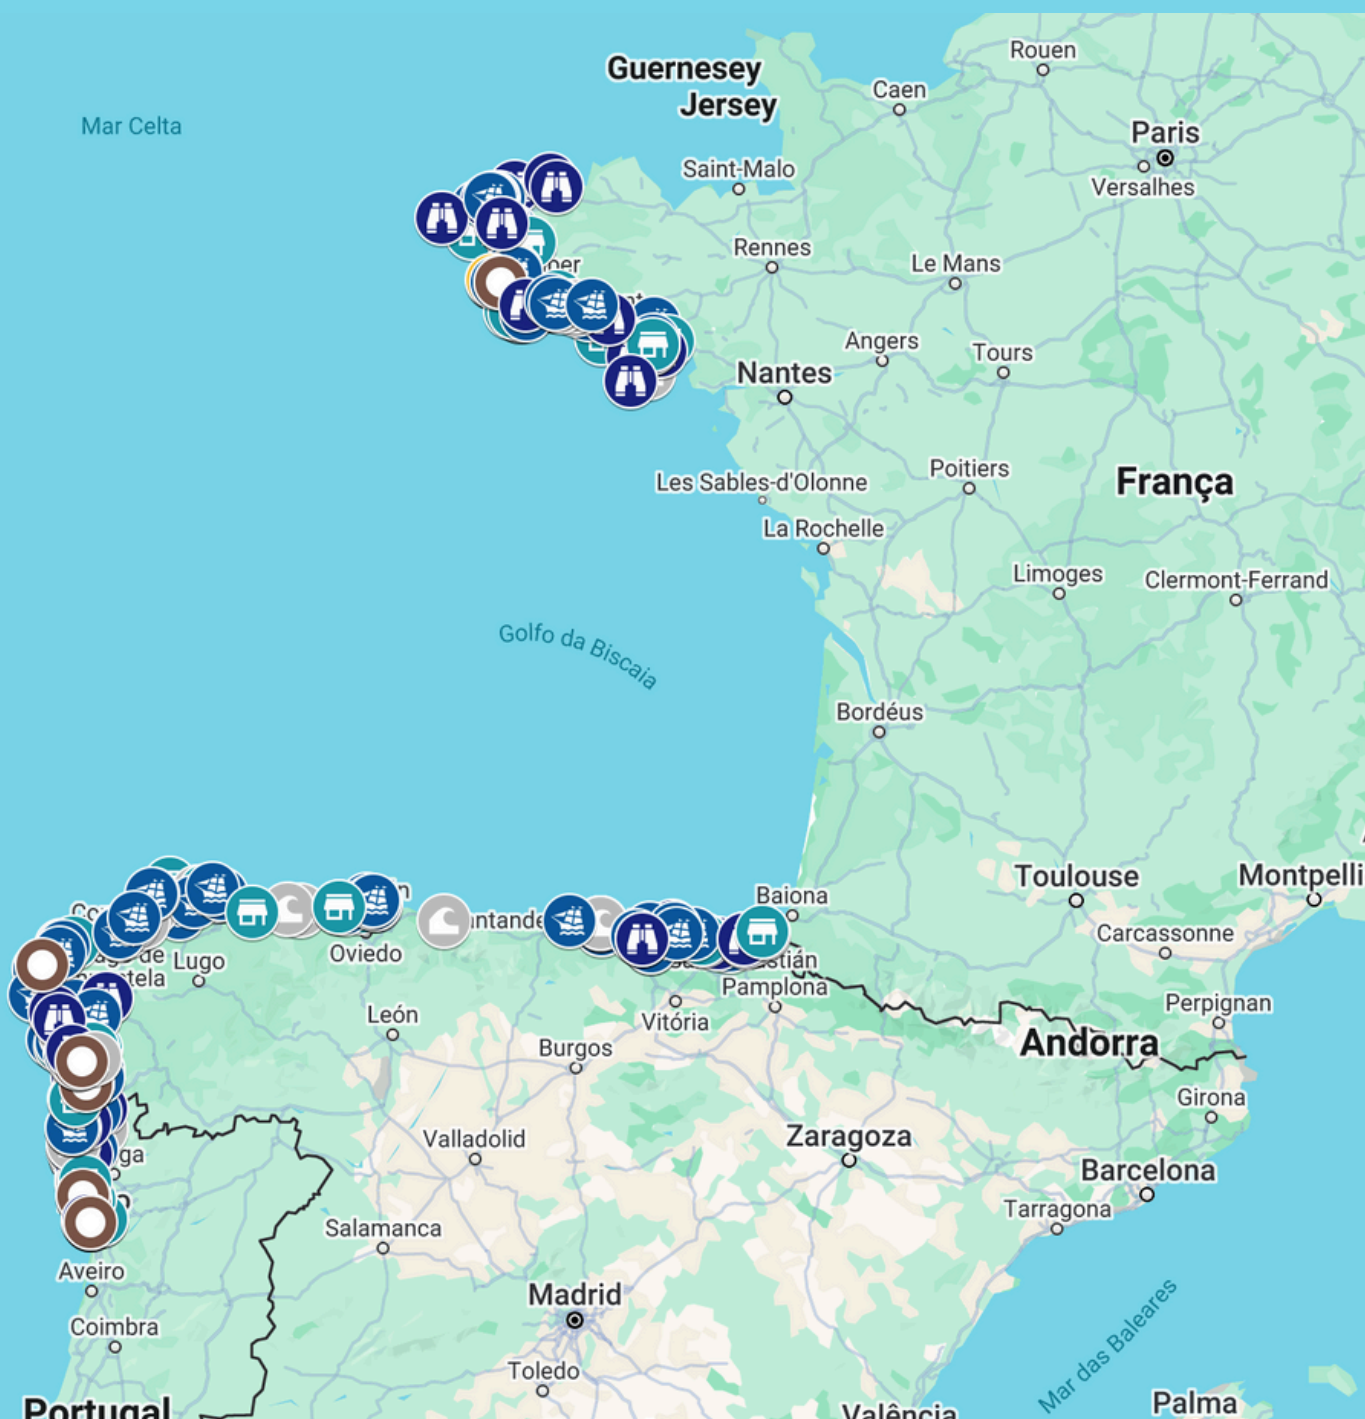 Rouen
Guernesey
Jersey
Caen
Mar Celta
Paris
Saint-Malo
Versalhes
Rennes
Le Mans
Angers
Tours
Nantes
Poitiers
França
Les Sables-d'Olonne
La Rochelle
Limoges
Clermont-Ferrand
Golfo da Biscaia
Bordéus
Toulouse
Montpelli
Baiona
Carcassonne
Oviedo
Lugo
Pamplona
Perpignan
León
Vitória
Andorra
Burgos
Girona
Valladolid
Zaragoza
Barcelona
Tarragona
Salamanca
Aveiro
Madrid
Coimbra
Toledo
Mar das Baleares
Portugal
Valência
Palma